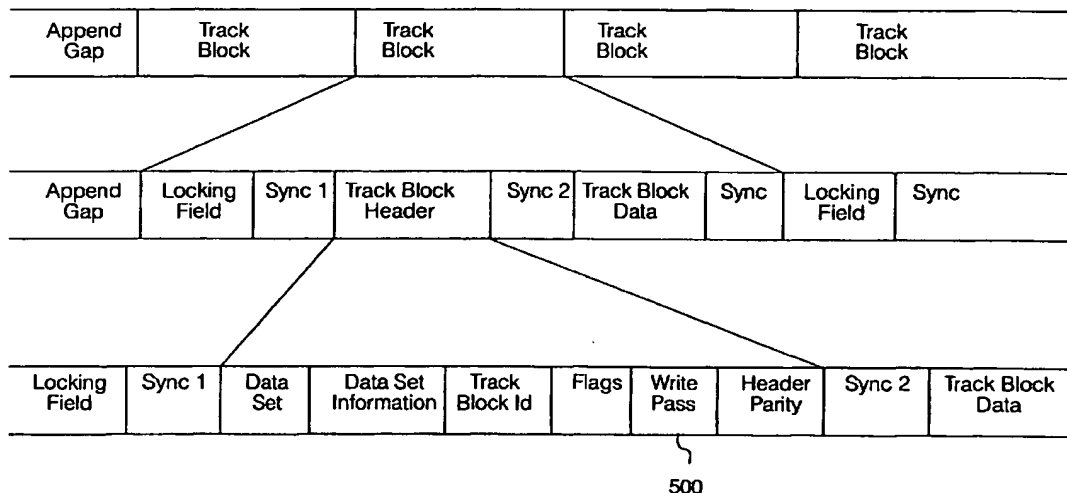 Append Gap
Track Block
Track Block
Track Block
Track Block
Append Gap
Locking Field
Sync 1
Track Block Header
Sync 2
Track Block Data
Sync
Locking Field
Sync
Locking Field
Sync 1
Data Set
Data Set Information
Track Block Id
Flags
Write Pass
Header Parity
Sync 2
Track Block Data
500